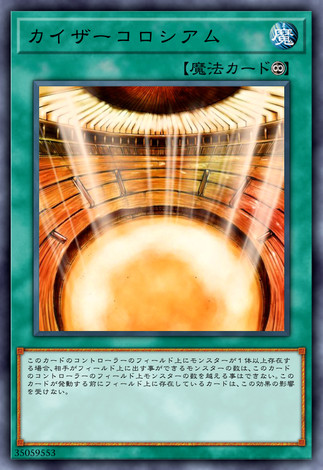 カイザーコロシアム
魔
【魔法カード∞】
このカードのコントローラーのフィールド上にモンスターが１体以上存在す
る場合、相手がフィールド上に出す事ができるモンスターの数は、このカード
のコントローラーのフィールド上モンスターの数を越える事はできない。この
カードが発動する前にフィールド上に存在しているカードは、この効果の影響
を受けない。
35059553